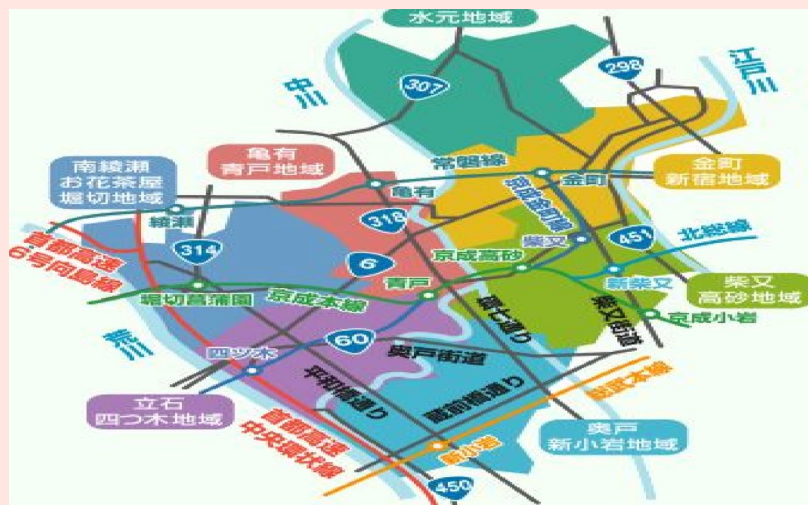 水元地域
307
298
中川
江戸川
亀有
青戸地域
南綾瀬
お花茶屋
堀切地域
常磐線
金町
新宿地域
金町
京成金町線
亀有
綾瀬
318
314
6
451
北総線
柴又
京成高砂
新柴又
柴又
高砂地域
首都高速
6号向島線
青戸
堀切菖蒲園
京成本線
環七通り
柴又街道
京成小岩
荒川
四ツ木
60
奥戸街道
平和橋通り
蔵前橋通り
総武本線
立石
四つ木地域
首都高速
中央環状線
奥戸
新小岩地域
新小岩
450